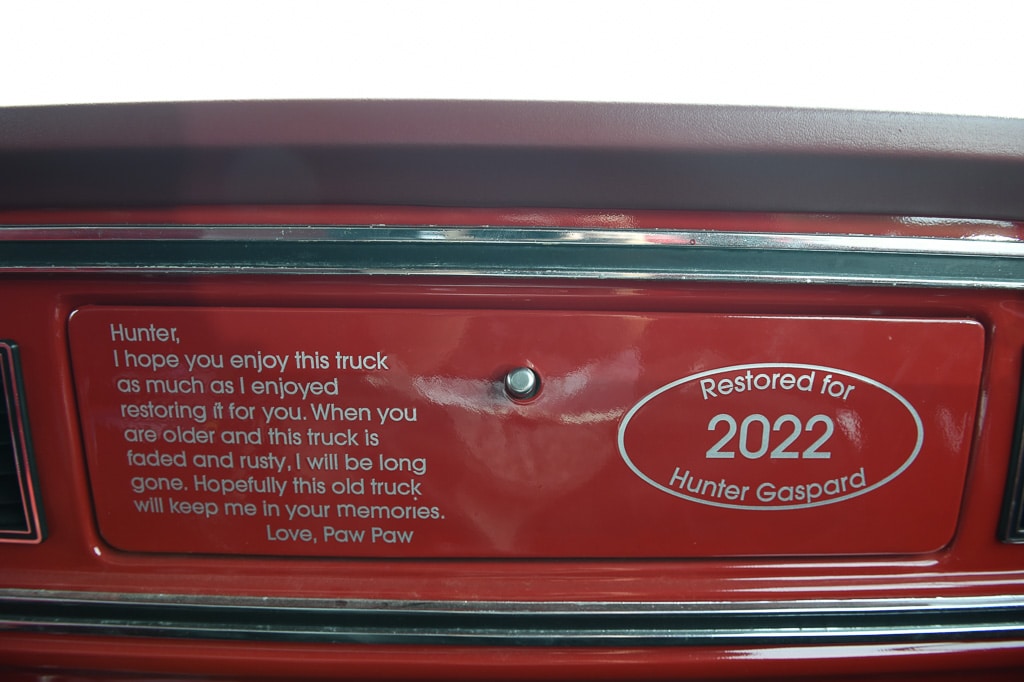 Hunter,
I hope you enjoy this truck
as much as I enjoyed
restoring it for you. When you
are older and this truck is
faded and rusty, I will be long
gone. Hopefully this old truck
will keep me in your memories.
Love, Paw Paw
Restored for
2022
Hunter Gaspard